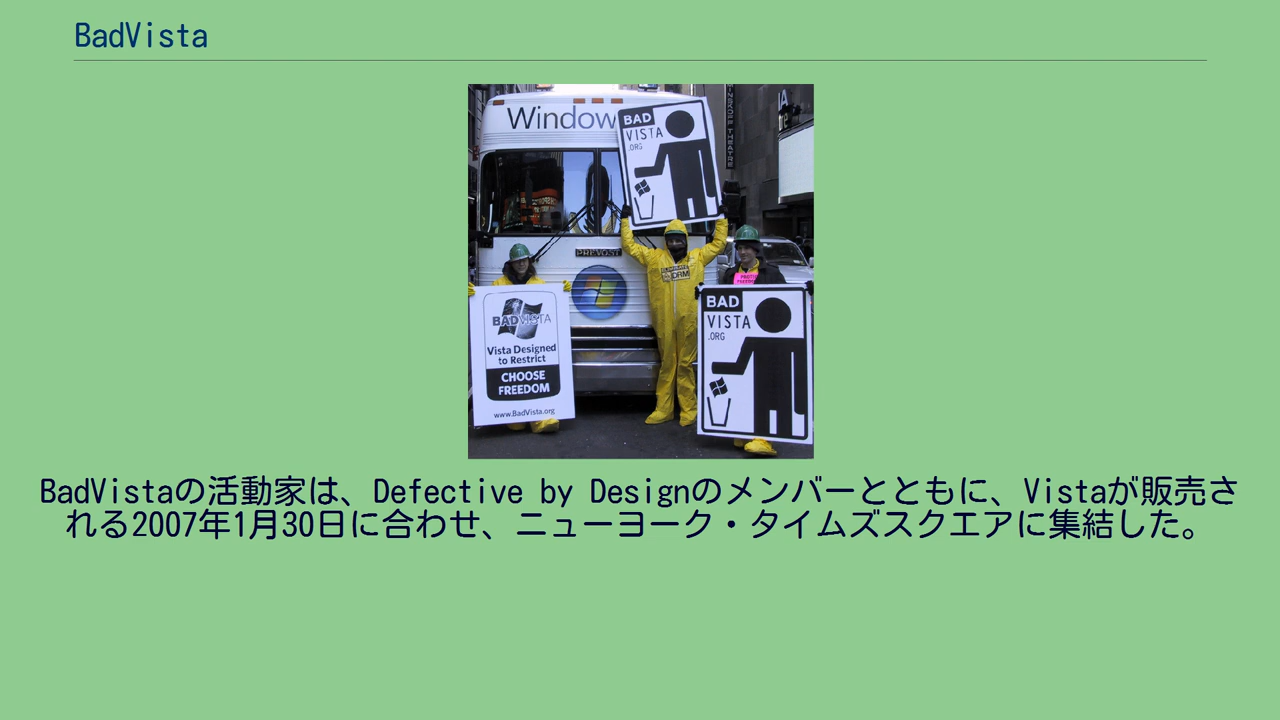 BadVista
Window
BAD
VISTA
.ORG
PREVOST
DRM
BADVISTA
Vista Designed
to Restrict
CHOOSE
FREEDOM
www.BadVista.org
BAD
VISTA
.ORG
BadVistaの活動家は、Defective by Designのメンバーとともに、Vistaが販売さ
れる2007年1月30日に合わせ、ニューヨーク・タイムズスクエアに集結した。